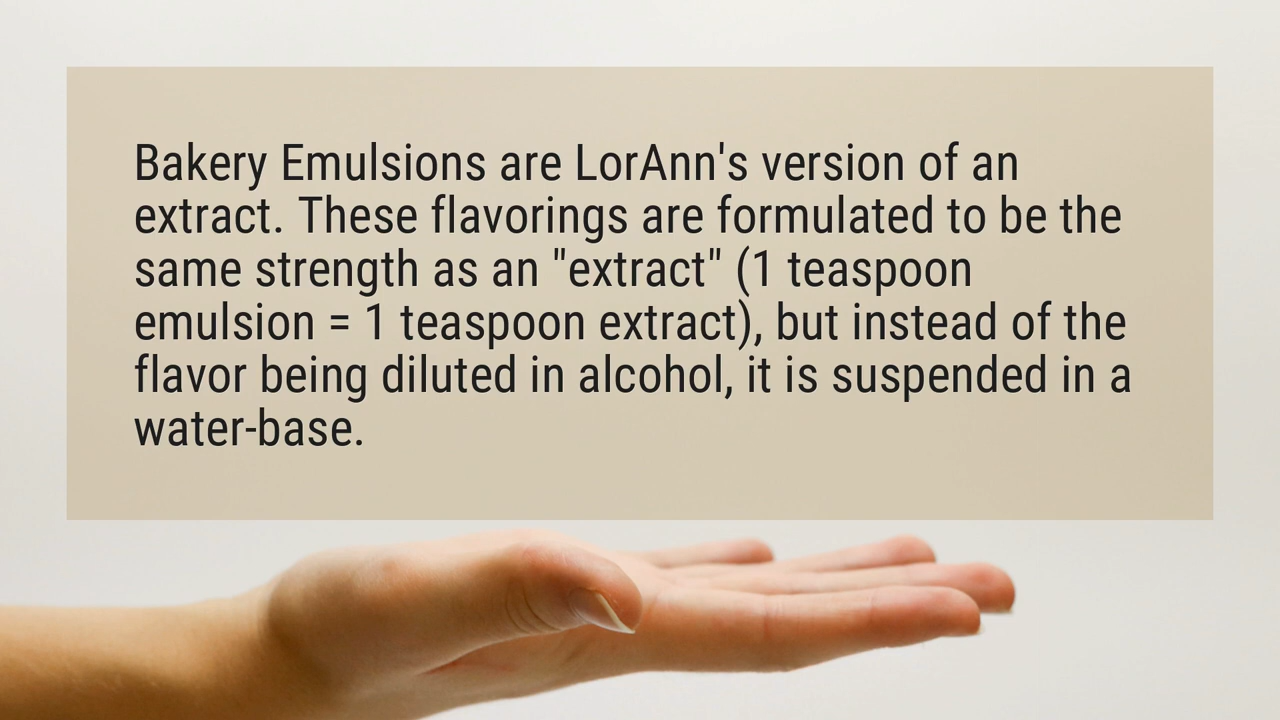 Bakery Emulsions are LorAnn's version of an
extract. These flavorings are formulated to be the
same strength as an "extract" (1 teaspoon
emulsion = 1 teaspoon extract), but instead of the
flavor being diluted in alcohol, it is suspended in a
water-base.